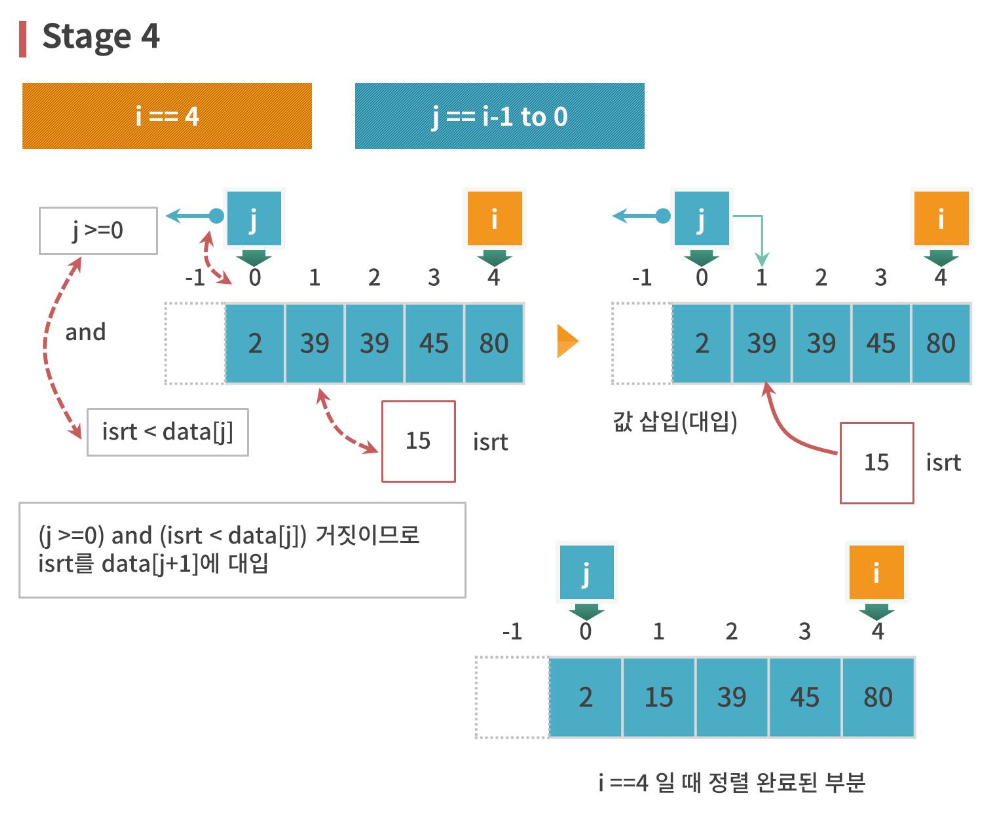 Stage 4
i == 4
j == i-1 to 0
j >=0
j
i
-1 0 1 2 3 4
2 39 39 45 80
and
isrt < data[j]
15
isrt
j
i
-1 0 1 2 3 4
2 39 39 45 80
값 삽입(대입)
15
isrt
(j >=0) and (isrt < data[j]) 거짓이므로
isrt를 data[j+1]에 대입
j
i
-1 0 1 2 3 4
2 15 39 45 80
i ==4 일 때 정렬 완료된 부분